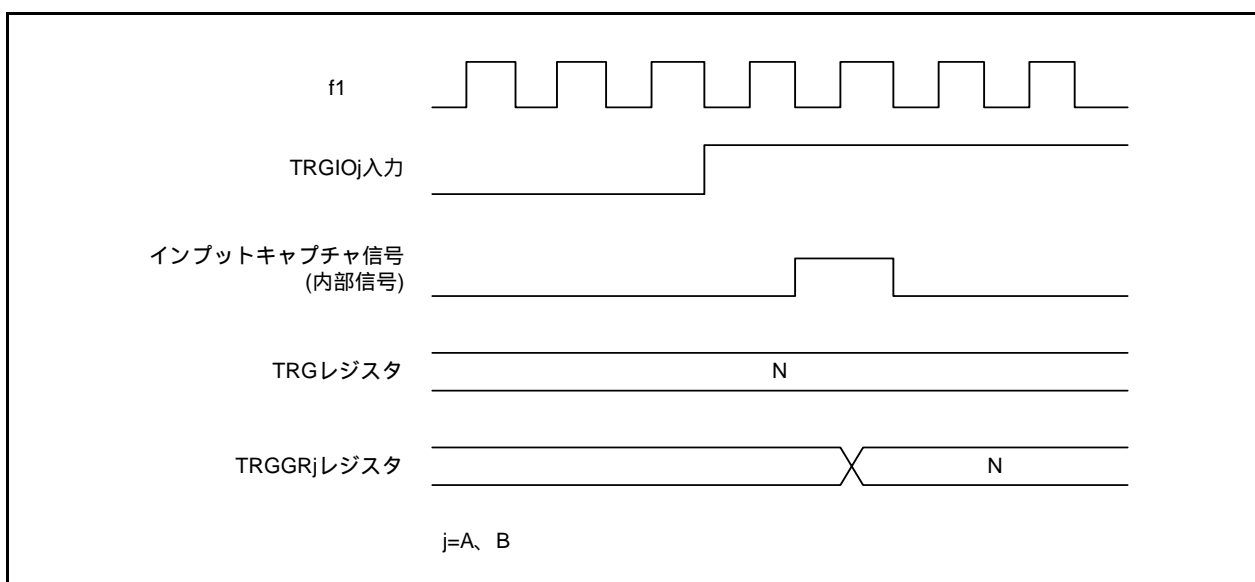 f1
TRGIOj入力
インプットキャプチャ信号
(内部信号)
TRGレジスタ
N
TRGGRjレジスタ
N
j=A、B